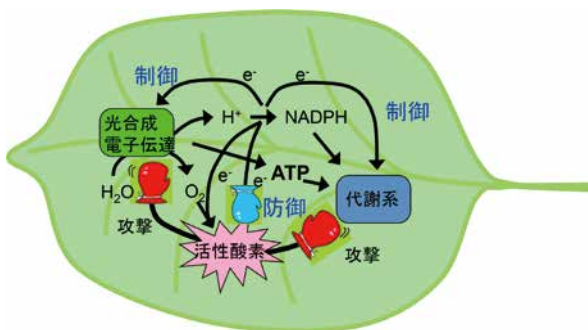 e⁻
e⁻
制御
制御
光合成
電子伝達
H⁺
NADPH
H₂O
O₂
e⁻
e⁻
ATP
防御
代謝系
攻撃
活性酸素
攻撃